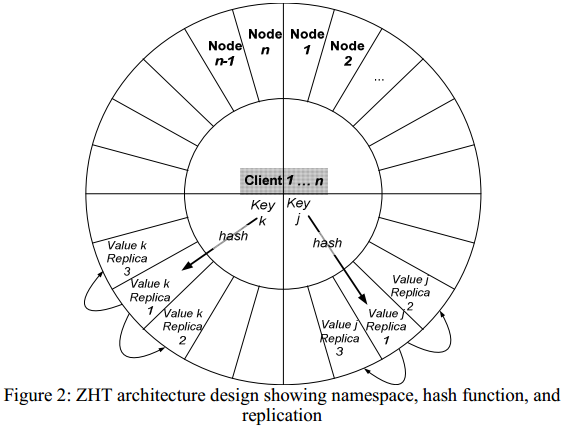 Node
n-1
Node
n
Node
1
Node
2
...
Client 1 ... n
Key
k
Key
j
hash
hash
Value k
Replica
3
Value k
Replica
1
Value k
Replica
2
Value j
Replica
2
Value j
Replica
1
Value j
Replica
3
Figure 2: ZHT architecture design showing namespace, hash function, and
replication